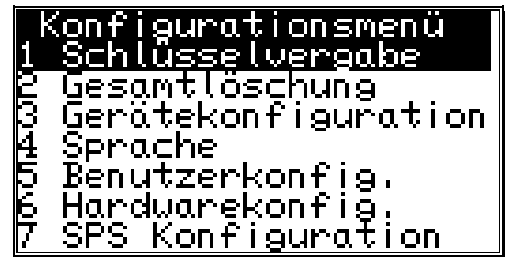 Konfigurationsmenü
1 Schlüsselvergabe
2 Gesamtlöschung
3 Gerätekonfiguration
4 Sprache
5 Benutzerkonfig.
6 Hardwarekonfig.
7 SPS Konfiguration